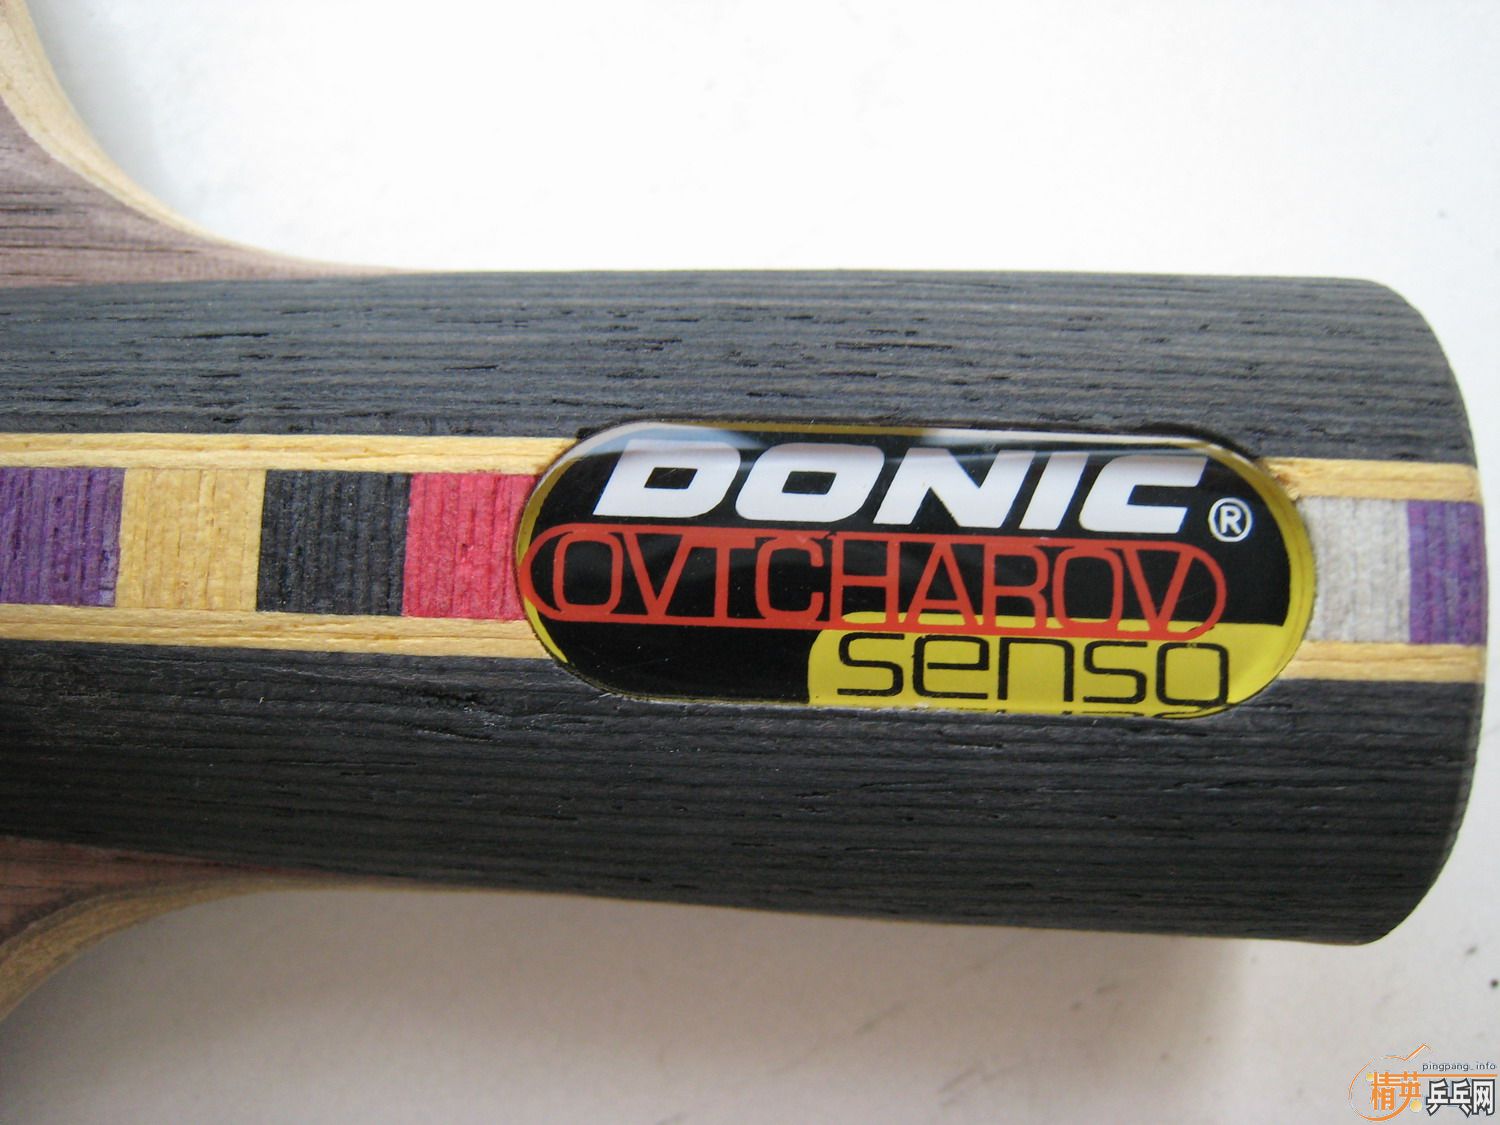 DONIC®
OVTCHAROV
senso
pingpang_info
精英乒乓网